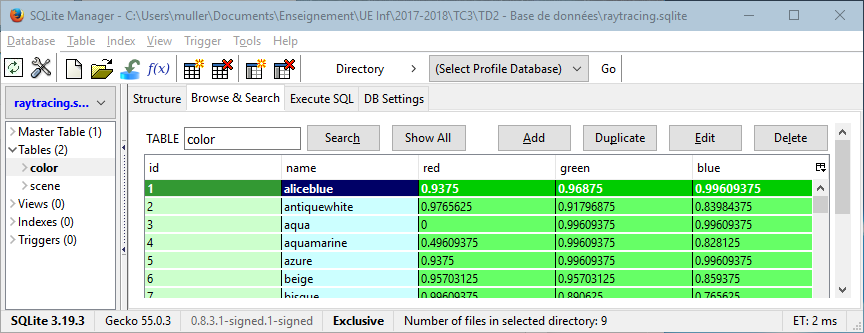 SQLite Manager - C:\Users\muller\Documents\Enseignement\UE Inf\2017-2018\TC3\TD2 - Base de données\raytracing.sqlite
Database Table Index View Trigger Tools Help
f(x) Directory > (Select Profile Database) Go
raytracing.s...
Master Table (1)
Tables (2)
color
scene
Views (0)
Indexes (0)
Triggers (0)
Structure Browse & Search Execute SQL DB Settings
TABLE color Search Show All Add Duplicate Edit Delete
id name red green blue
1 aliceblue 0.9375 0.96875 0.99609375
2 antiquewhite 0.9765625 0.91796875 0.83984375
3 aqua 0 0.99609375 0.99609375
4 aquamarine 0.49609375 0.99609375 0.828125
5 azure 0.9375 0.99609375 0.99609375
6 beige 0.95703125 0.95703125 0.859375
7 bisque 0.99609375 0.890625 0.765625
SQLite 3.19.3 Gecko 55.0.3 0.8.3.1-signed.1-signed Exclusive Number of files in selected directory: 9 ET: 2 ms